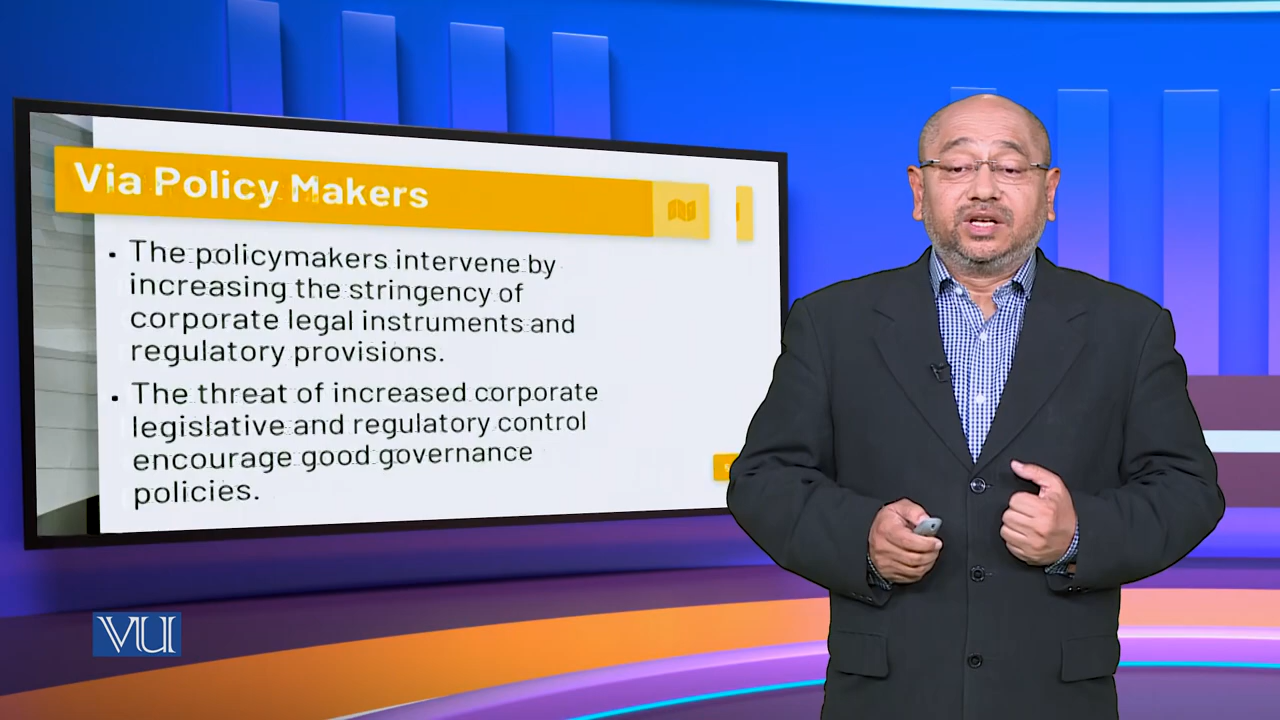 Via Policy Makers
• The policymakers intervene by
increasing the stringency of
corporate legal instruments and
regulatory provisions.
• The threat of increased corporate
legislative and regulatory control
encourage good governance
policies.
VU